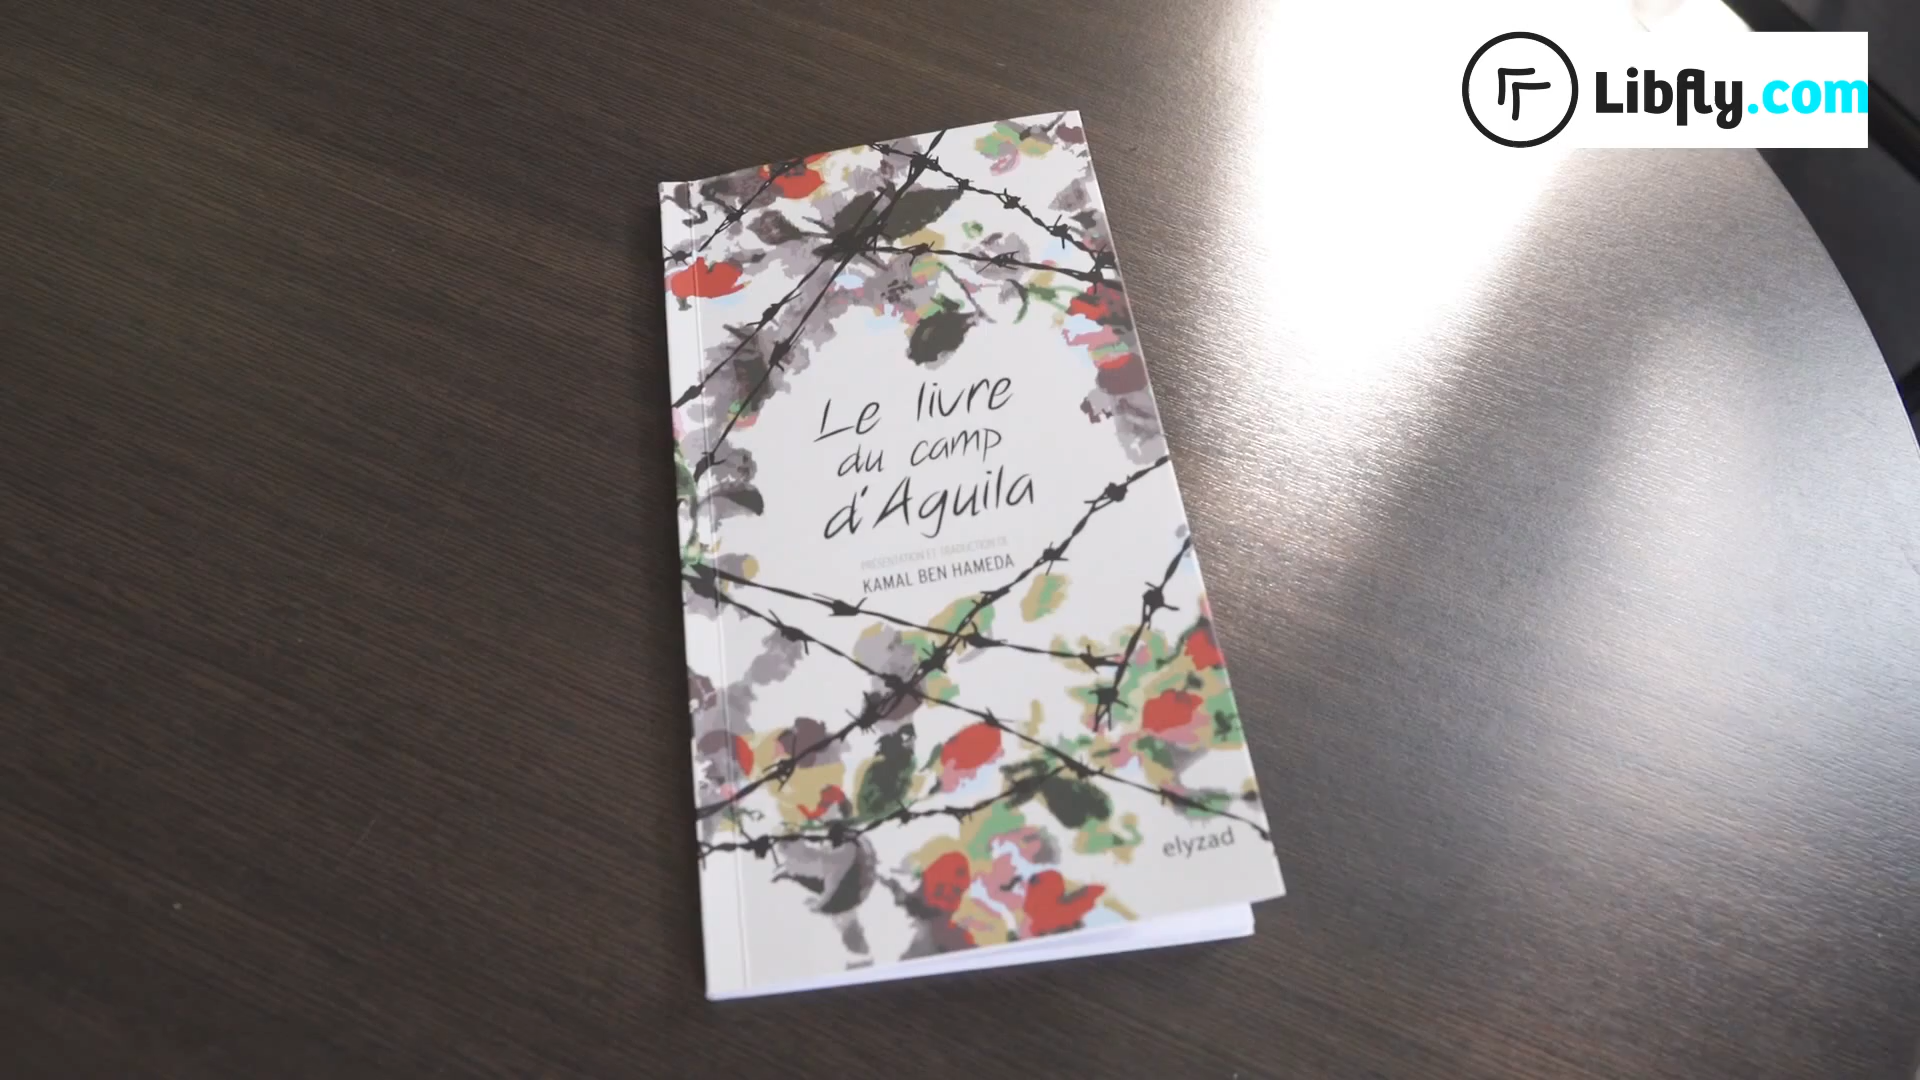 Libfly.com
Le livre
du camp
d'Aguila
PRÉSENTATION ET TRADUCTION DE
KAMAL BEN HAMEDA
elyzad